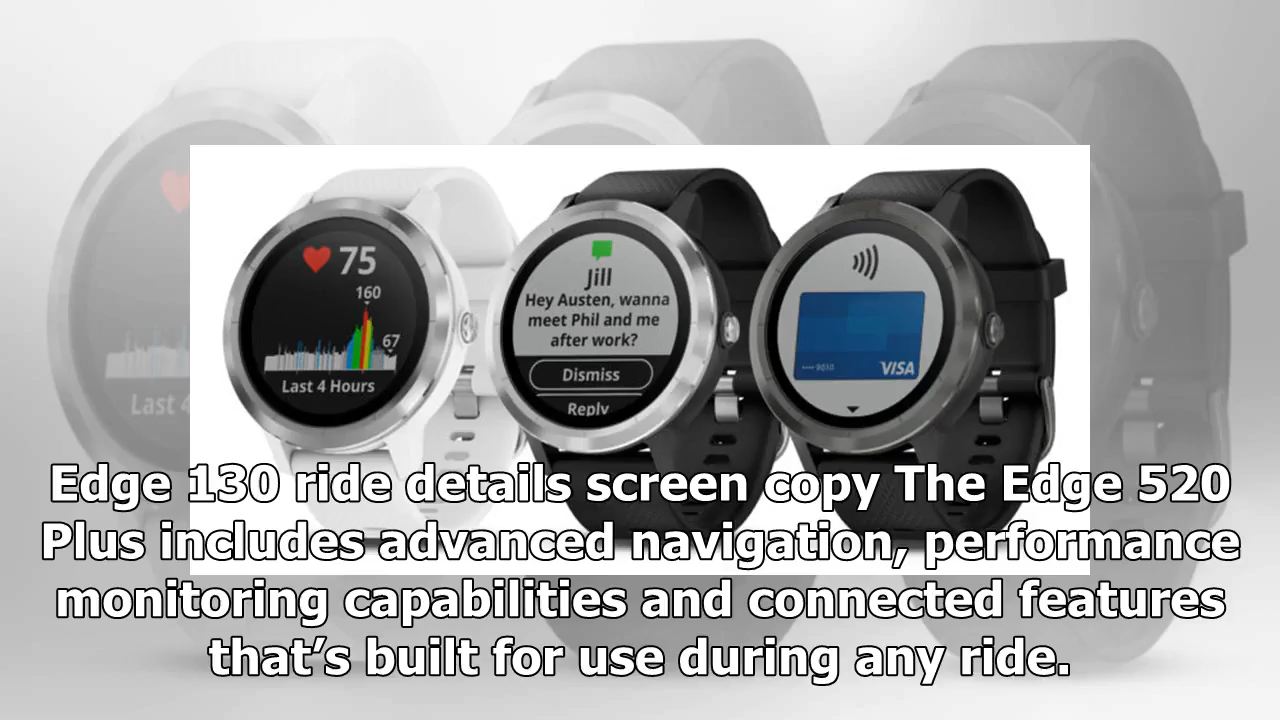 75
160
67
Last 4 Hours
Jill
Hey Austen, wanna
meet Phil and me
after work?
Dismiss
Reply
VISA
Last 4
Edge 130 ride details screen copy The Edge 520
Plus includes advanced navigation, performance
monitoring capabilities and connected features
that’s built for use during any ride.